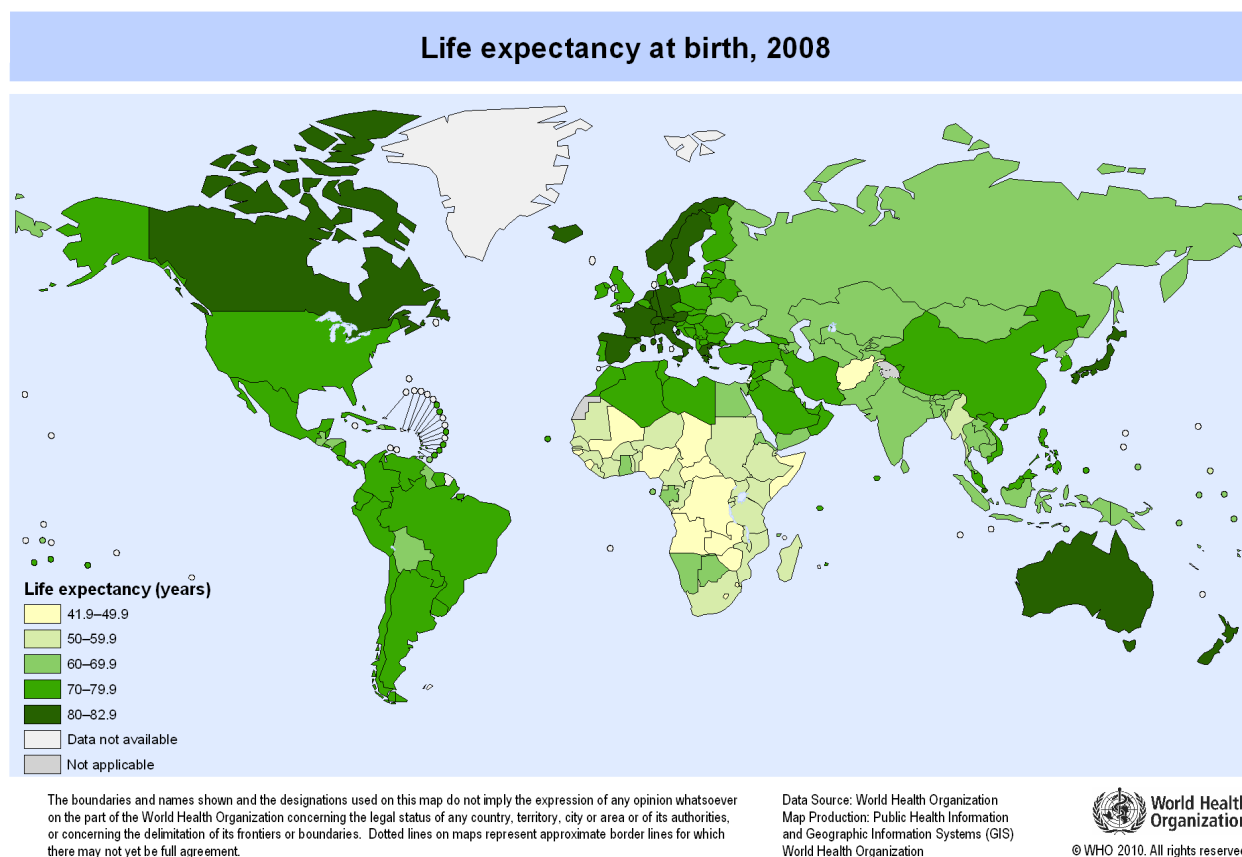 Life expectancy at birth, 2008
Life expectancy (years)
41.9–49.9
50–59.9
60–69.9
70–79.9
80–82.9
Data not available
Not applicable
The boundaries and names shown and the designations used on this map do not imply the expression of any opinion whatsoever
on the part of the World Health Organization concerning the legal status of any country, territory, city or area or of its authorities,
or concerning the delimitation of its frontiers or boundaries. Dotted lines on maps represent approximate border lines for which
there may not yet be full agreement.
Data Source: World Health Organization
Map Production: Public Health Information
and Geographic Information Systems (GIS)
World Health Organization
World Health
Organization
© WHO 2010. All rights reserve